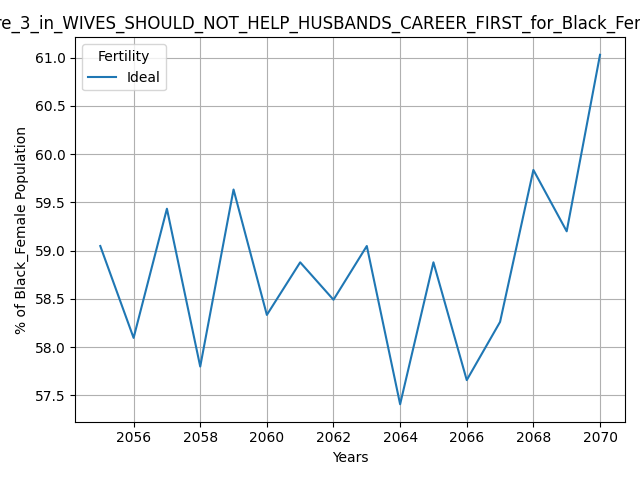 re_3_in_WIVES_SHOULD_NOT_HELP_HUSBANDS_CAREER_FIRST_for_Black_Fem
Fertility
Ideal
61.0
60.5
60.0
59.5
59.0
58.5
58.0
57.5
% of Black_Female Population
2056 2058 2060 2062 2064 2066 2068 2070
Years